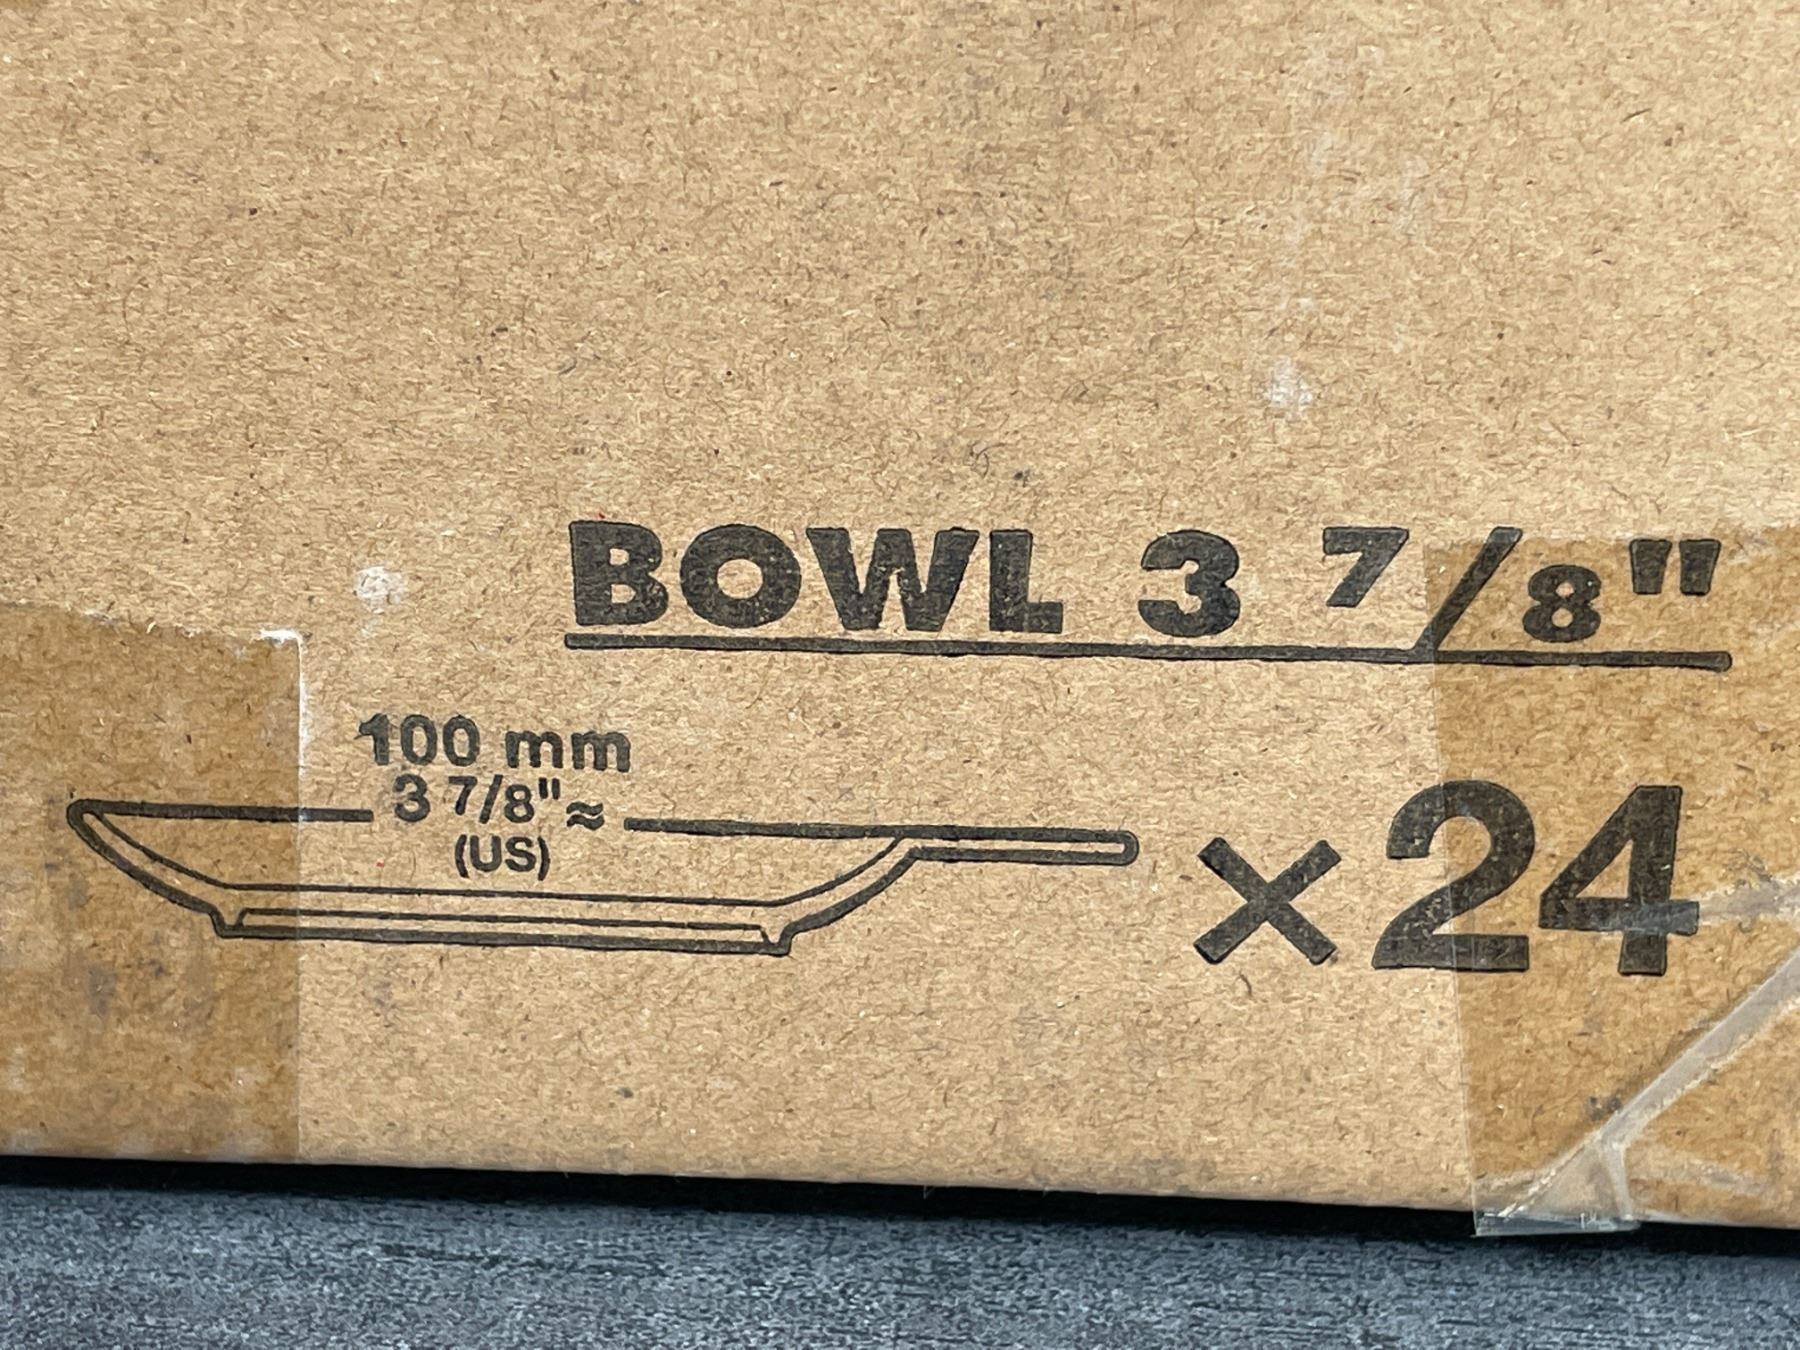 BOWL 3 7/8"
100 mm
3 7/8" ≈
(US)
×24